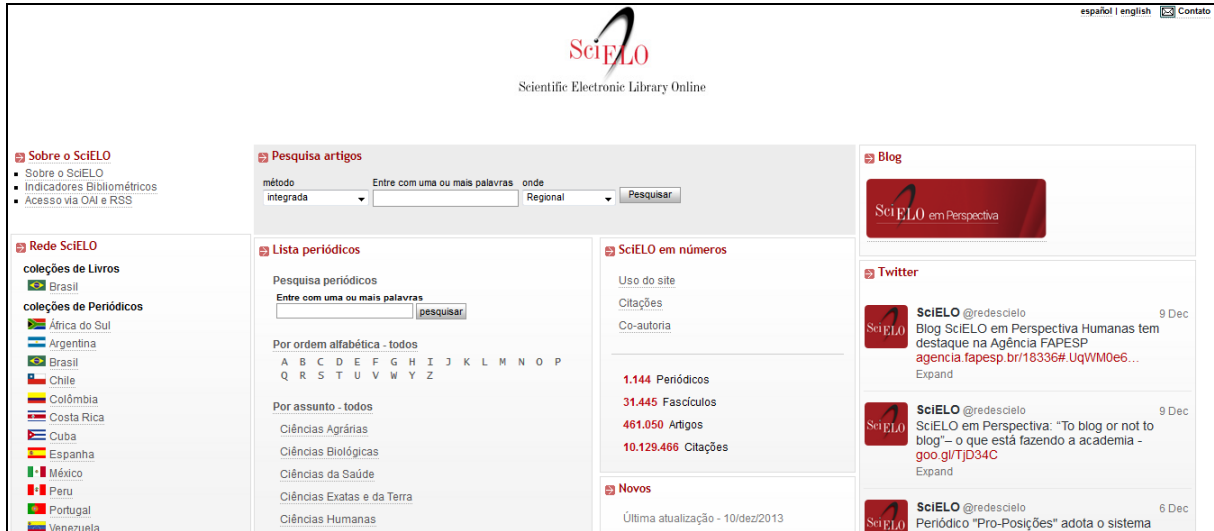 español | english Contato
SciELO
Scientific Electronic Library Online
Sobre o SciELO
Sobre o SciELO
Indicadores Bibliométricos
Acesso via OAI e RSS
Pesquisa artigos
método Entre com uma ou mais palavras onde
integrada Regional Pesquisar
Blog
SciELO em Perspectiva
Rede SciELO
coleções de Livros
Brasil
coleções de Periódicos
África do Sul
Argentina
Brasil
Chile
Colômbia
Costa Rica
Cuba
Espanha
México
Peru
Portugal
Venezuela
Lista periódicos
Pesquisa periódicos
Entre com uma ou mais palavras
pesquisar
Por ordem alfabética - todos
A B C D E F G H I J K L M N O P
Q R S T U V W Y Z
Por assunto - todos
Ciências Agrárias
Ciências Biológicas
Ciências da Saúde
Ciências Exatas e da Terra
Ciências Humanas
SciELO em números
Uso do site
Citações
Co-autoria
1.144 Periódicos
31.445 Fascículos
461.050 Artigos
10.129.466 Citações
Novos
Última atualização - 10/dez/2013
Twitter
SciELO
SciELO @redescielo 9 Dec
Blog SciELO em Perspectiva Humanas tem
destaque na Agência FAPESP
agencia.fapesp.br/18336#.UqWM0e6...
Expand
SciELO
SciELO @redescielo 9 Dec
SciELO em Perspectiva: “To blog or not to
blog”– o que está fazendo a academia -
goo.gl/TjD34C
Expand
SciELO
SciELO @redescielo 6 Dec
Periódico "Pro-Posições" adota o sistema